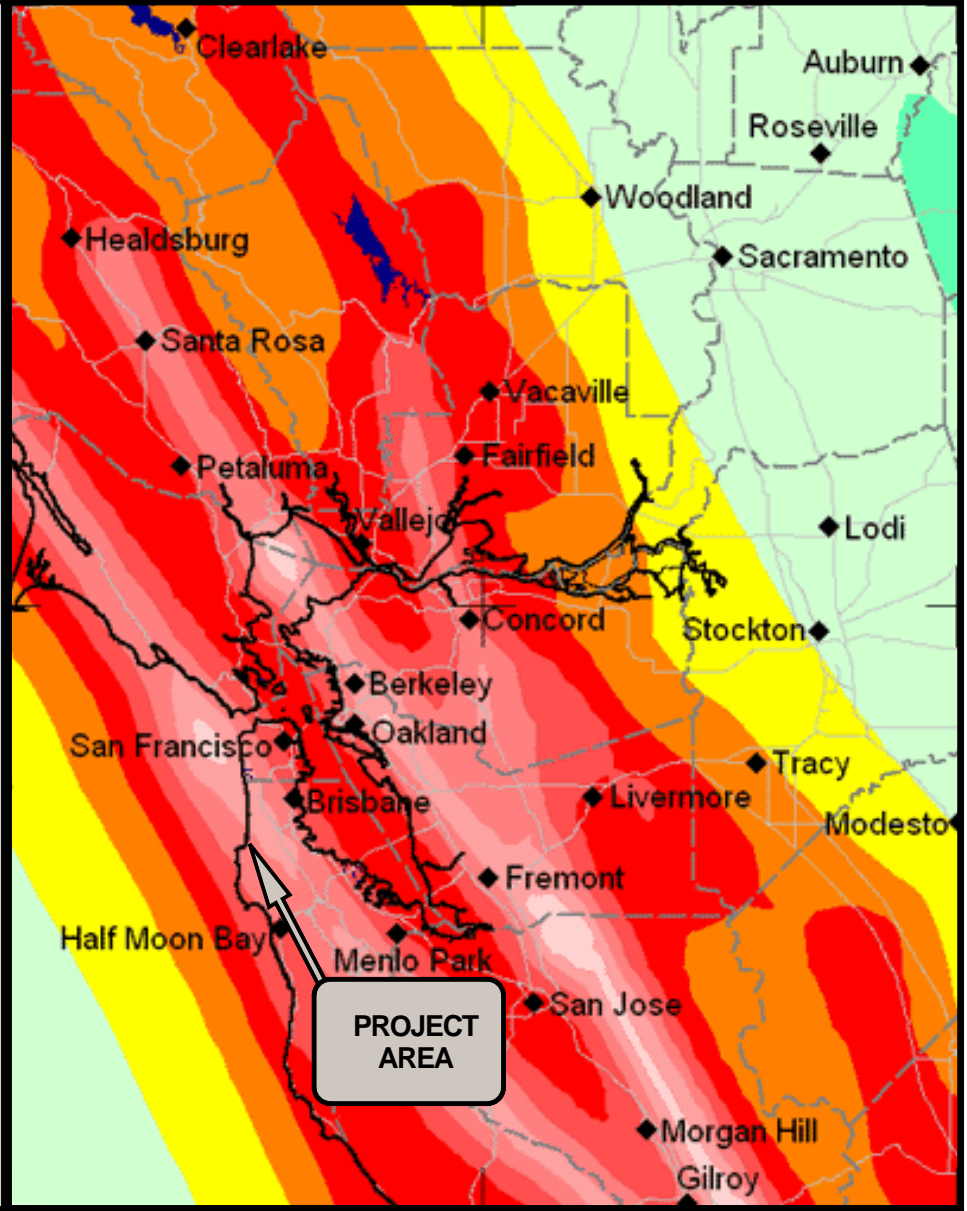 Clearlake
Auburn
Roseville
Woodland
Healdsburg
Sacramento
Santa Rosa
Vacaville
Petaluma
Fairfield
Vallejo
Lodi
Concord
Stockton
Berkeley
Oakland
San Francisco
Tracy
Brisbane
Livermore
Modesto
Fremont
Half Moon Bay
Menlo Park
San Jose
PROJECT
AREA
Morgan Hill
Gilroy